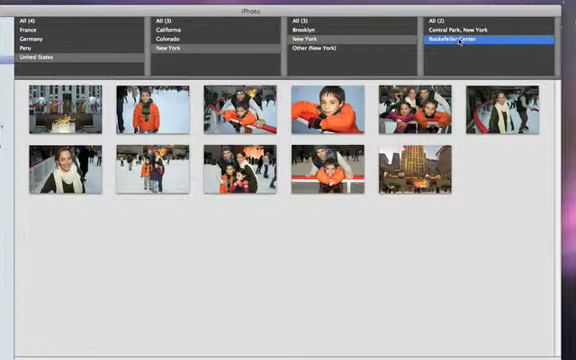 iPhoto
All (4)
France
Germany
Peru
United States
All (3)
California
Colorado
New York
All (3)
Brooklyn
New York
Other (New York)
All (2)
Central Park, New York
Rockefeller Center